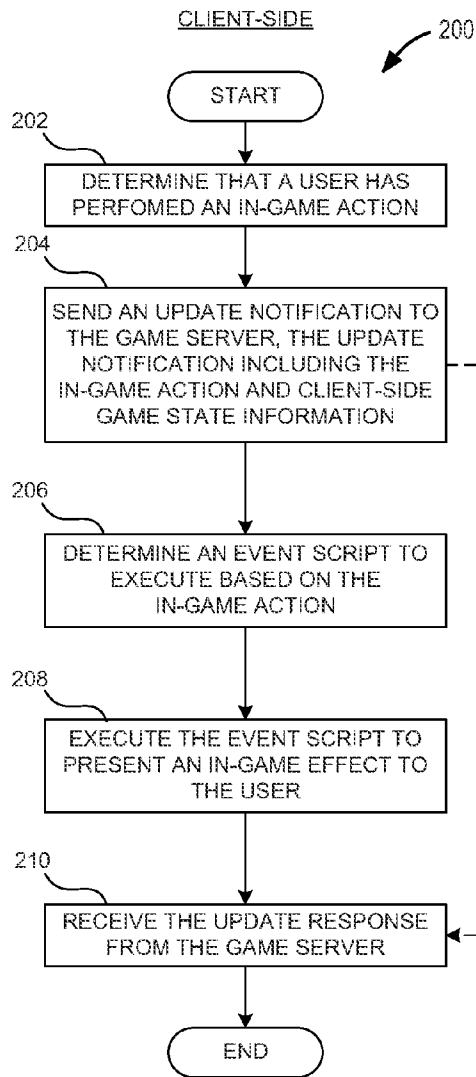 CLIENT-SIDE
200
START
202
DETERMINE THAT A USER HAS
PERFOMED AN IN-GAME ACTION
204
SEND AN UPDATE NOTIFICATION TO
THE GAME SERVER, THE UPDATE
NOTIFICATION INCLUDING THE
IN-GAME ACTION AND CLIENT-SIDE
GAME STATE INFORMATION
206
DETERMINE AN EVENT SCRIPT TO
EXECUTE BASED ON THE
IN-GAME ACTION
208
EXECUTE THE EVENT SCRIPT TO
PRESENT AN IN-GAME EFFECT TO
THE USER
210
RECEIVE THE UPDATE RESPONSE
FROM THE GAME SERVER
END